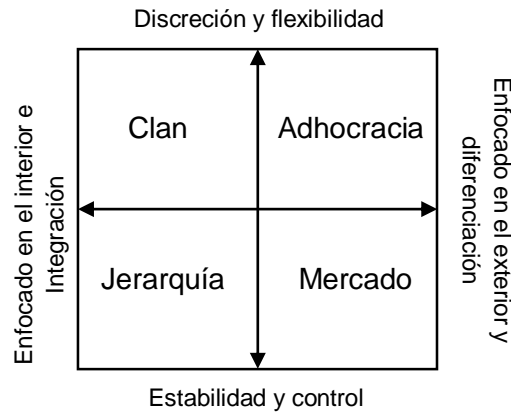 Discreción y flexibilidad
Enfocado en el interior e
Integración
Clan
Adhocracia
Jerarquía
Mercado
Enfocado en el exterior y
diferenciación
Estabilidad y control